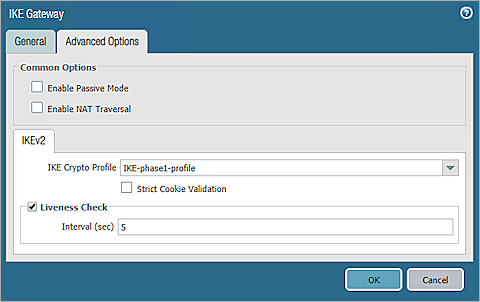 IKE Gateway
General
Advanced Options
Common Options
Enable Passive Mode
Enable NAT Traversal
IKEv2
IKE Crypto Profile IKE-phase1-profile
Strict Cookie Validation
Liveness Check
Interval (sec) 5
OK Cancel